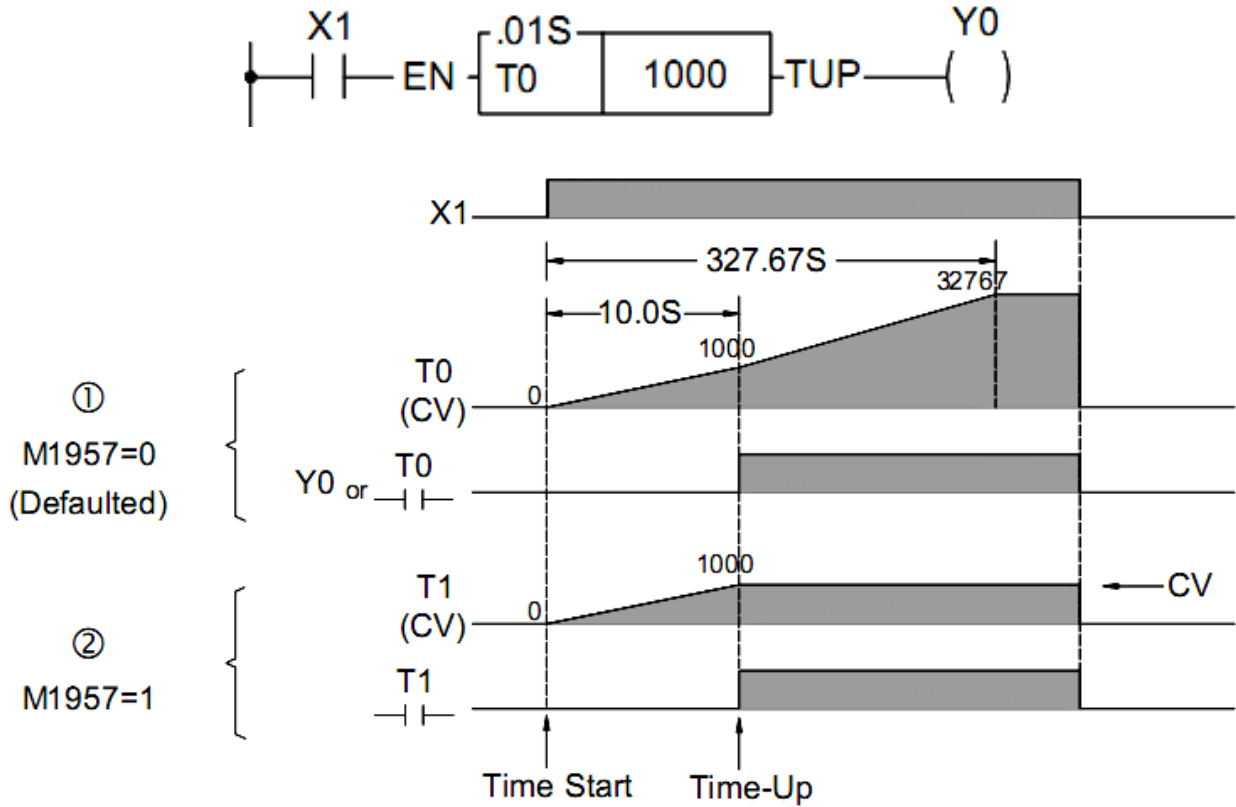 X1
Y0
.01S
EN T0 1000 TUP ( )
X1
327.67S
32767
10.0S
1000
T0
(CV)
0
①
M1957=0
(Defaulted)
T0
Y0 or
1000
T1
(CV)
0
CV
②
M1957=1
T1
Time Start
Time-Up